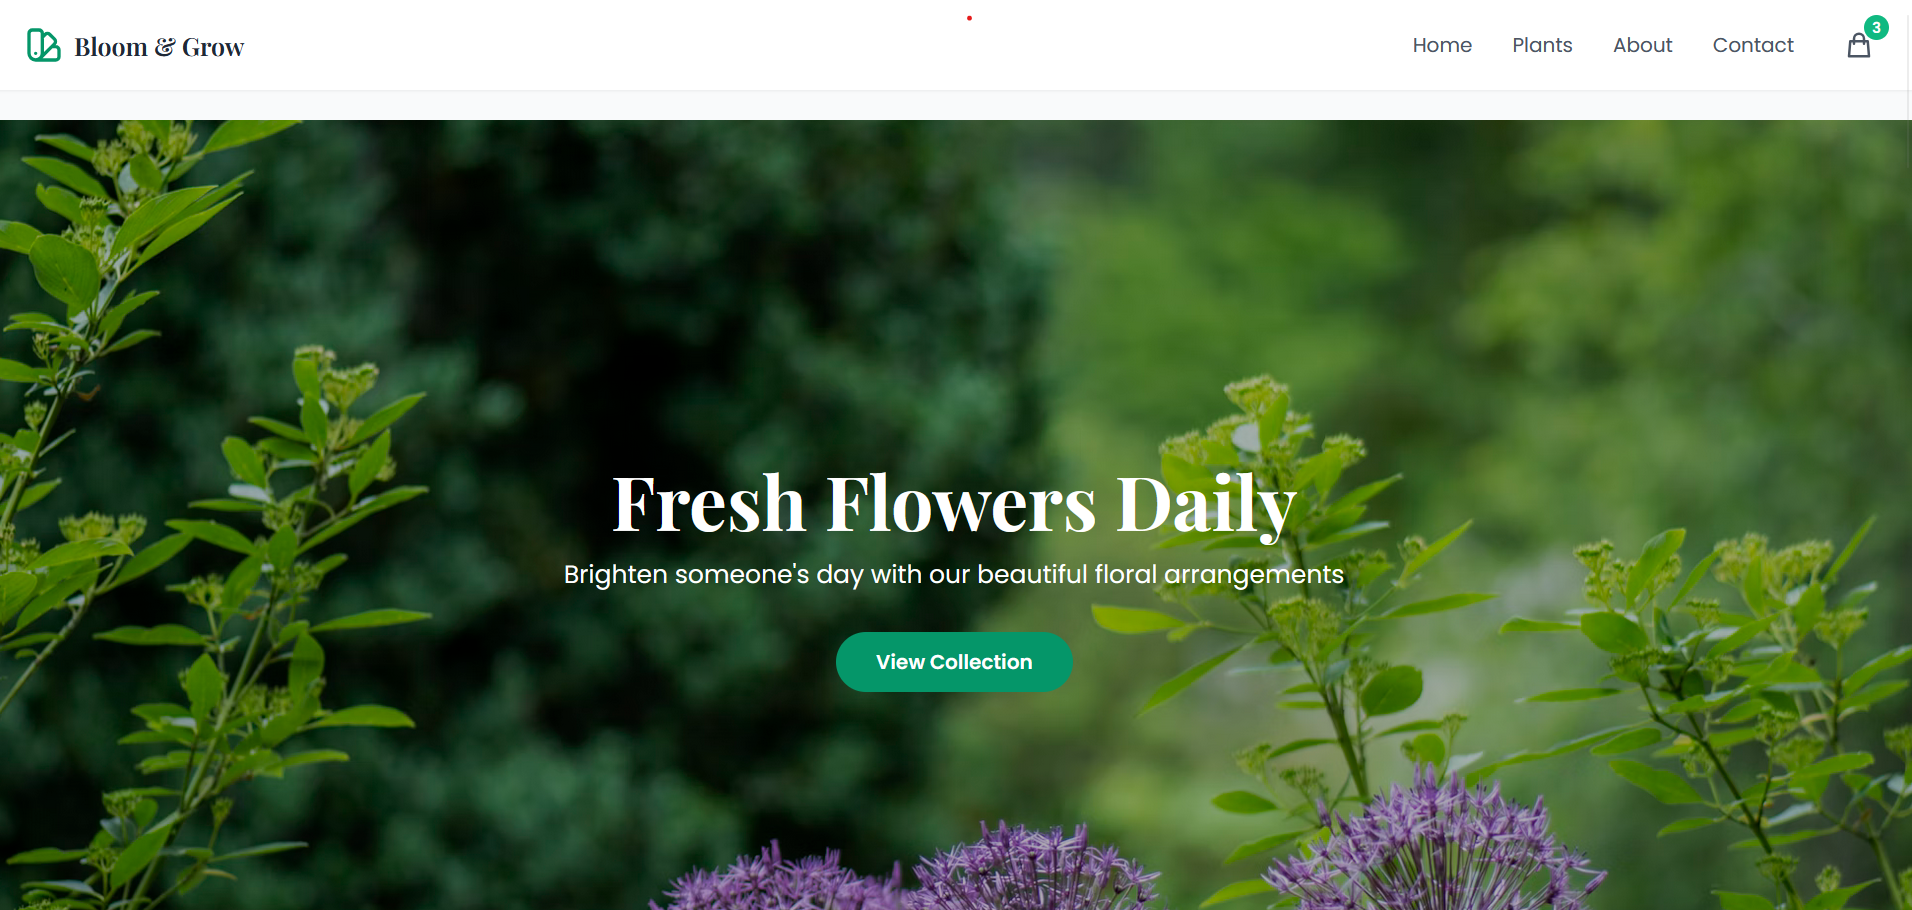 Bloom & Grow
Home Plants About Contact 3
Fresh Flowers Daily
Brighten someone's day with our beautiful floral arrangements
View Collection